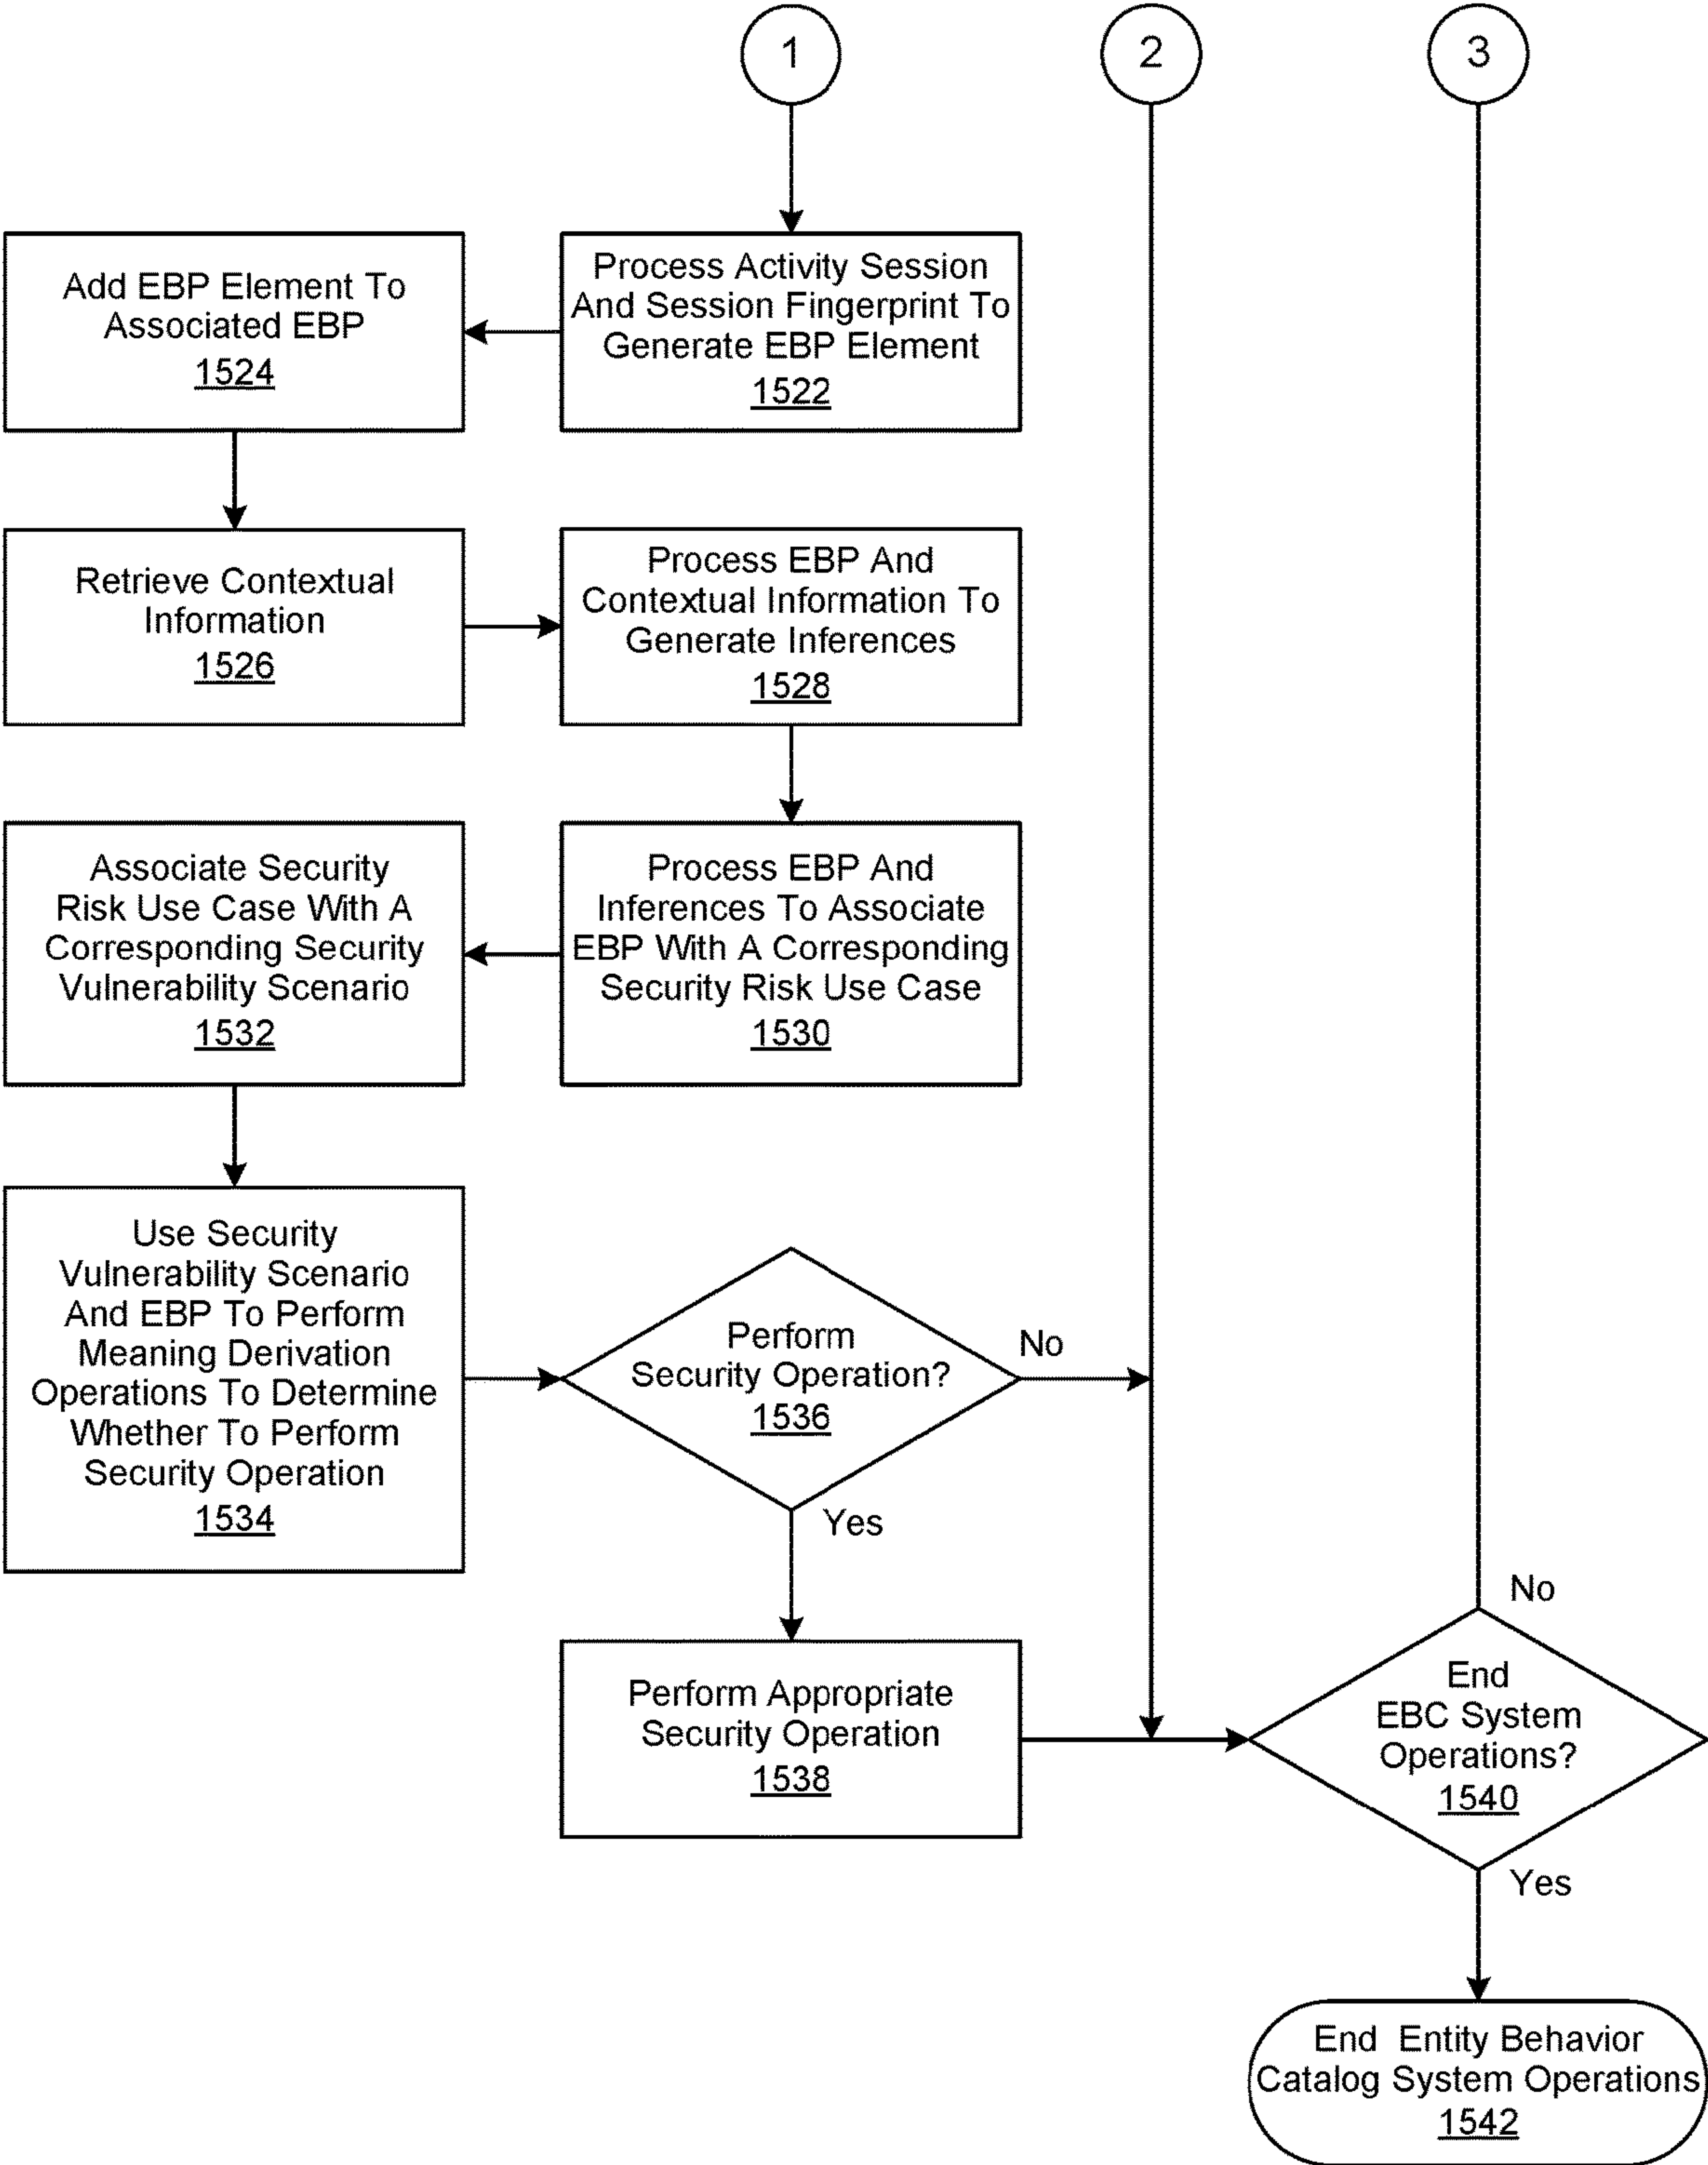 1
2
3
Process Activity Session
And Session Fingerprint To
Generate EBP Element
1522
Add EBP Element To
Associated EBP
1524
Retrieve Contextual
Information
1526
Process EBP And
Contextual Information To
Generate Inferences
1528
Process EBP And
Inferences To Associate
EBP With A Corresponding
Security Risk Use Case
1530
Associate Security
Risk Use Case With A
Corresponding Security
Vulnerability Scenario
1532
Use Security
Vulnerability Scenario
And EBP To Perform
Meaning Derivation
Operations To Determine
Whether To Perform
Security Operation
1534
Perform
Security Operation?
1536
No
Yes
Perform Appropriate
Security Operation
1538
No
End
EBC System
Operations?
1540
Yes
End Entity Behavior
Catalog System Operations
1542